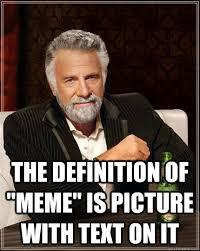 THE DEFINITION OF
"MEME" IS PICTURE
WITH TEXT ON IT